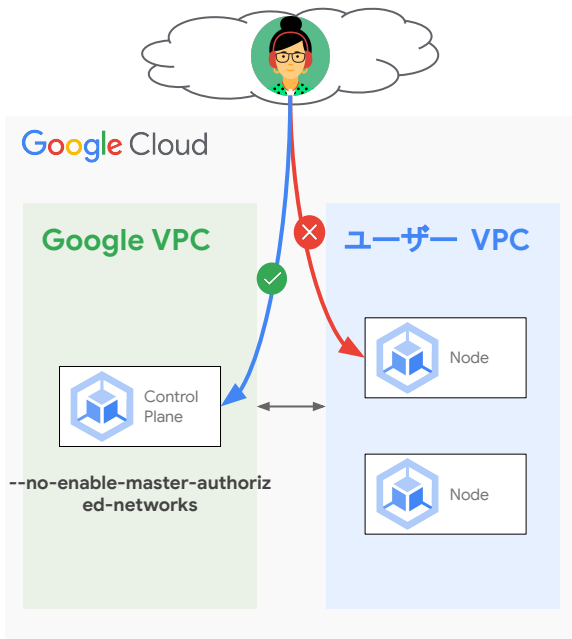 Google Cloud
Google VPC
ユーザー VPC
Node
Control
Plane
--no-enable-master-authoriz
ed-networks
Node